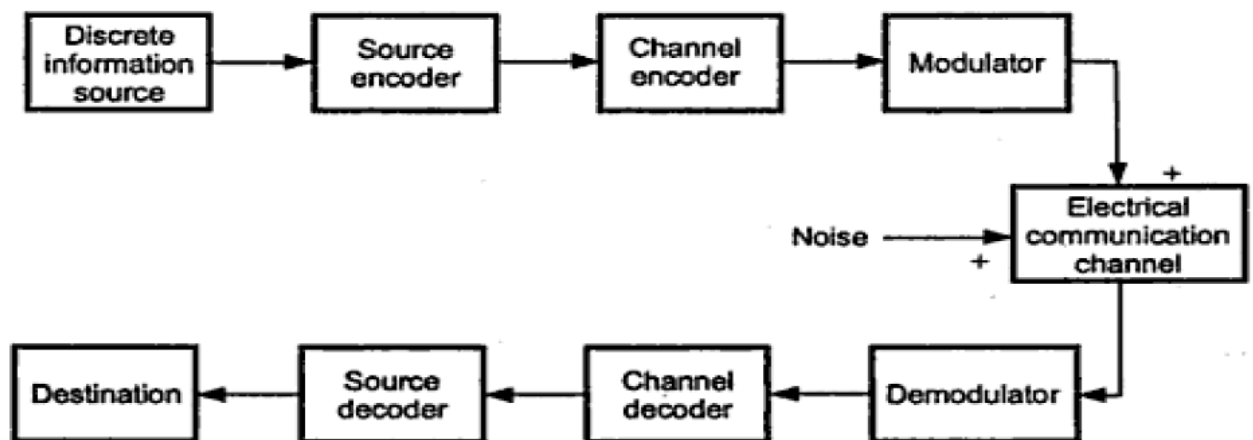 Discrete
information
source
Source
encoder
Channel
encoder
Modulator
+
Electrical
communication
channel
Noise
+
Destination
Source
decoder
Channel
decoder
Demodulator